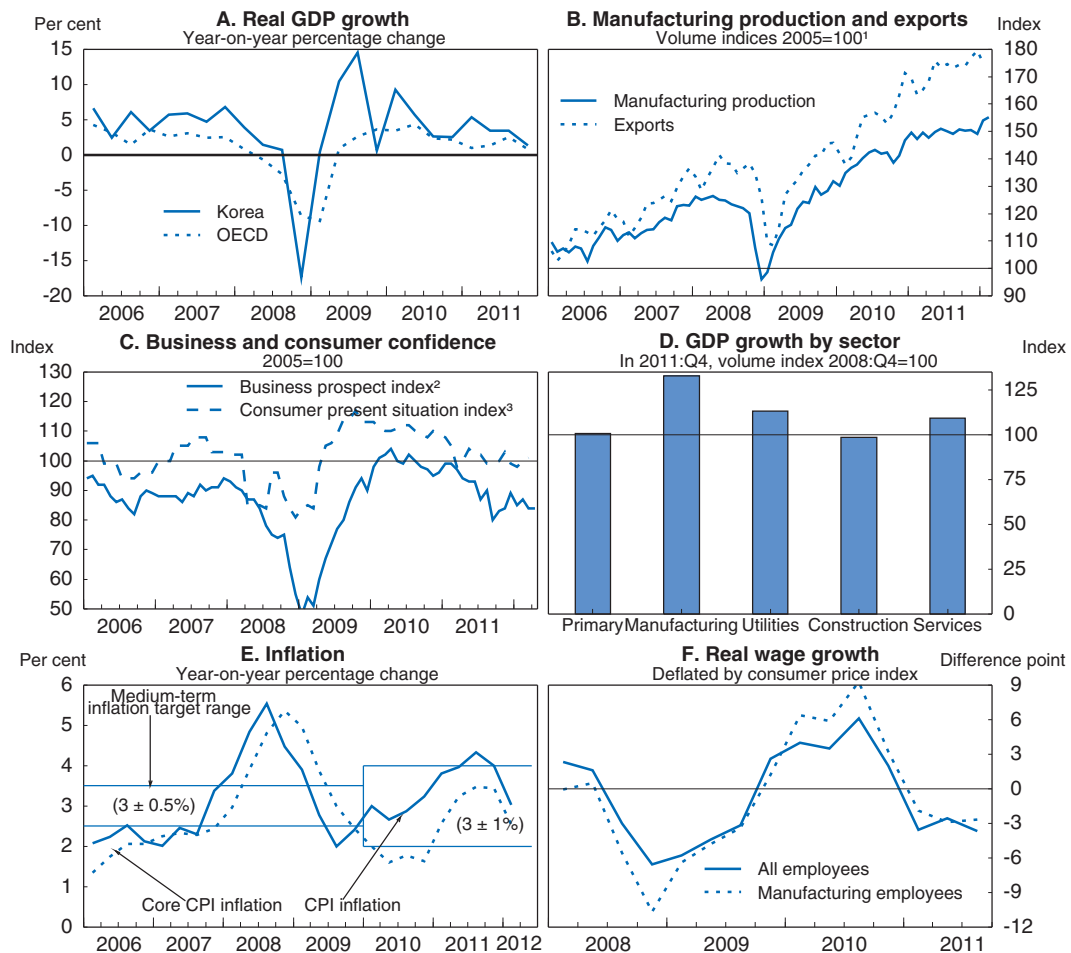 A. Real GDP growth
Per cent
Year-on-year percentage change
15
10
5
0
-5
-10
-15
-20
Korea
OECD
2006 2007 2008 2009 2010 2011
B. Manufacturing production and exports
Index
Volume indices 2005=100¹
180
170
160
150
140
130
120
110
100
90
Manufacturing production
Exports
2006 2007 2008 2009 2010 2011
C. Business and consumer confidence
Index
2005=100
130
120
110
100
90
80
70
60
50
Business prospect index²
Consumer present situation index³
2006 2007 2008 2009 2010 2011
D. GDP growth by sector
Index
In 2011:Q4, volume index 2008:Q4=100
125
100
75
50
25
0
Primary Manufacturing Utilities Construction Services
E. Inflation
Per cent
Year-on-year percentage change
6
5
4
3
2
1
0
Medium-term
inflation target range
(3 ± 0.5%)
(3 ± 1%)
Core CPI inflation
CPI inflation
2006 2007 2008 2009 2010 2011 2012
F. Real wage growth
Difference point
Deflated by consumer price index
9
6
3
0
-3
-6
-9
-12
All employees
Manufacturing employees
2008 2009 2010 2011